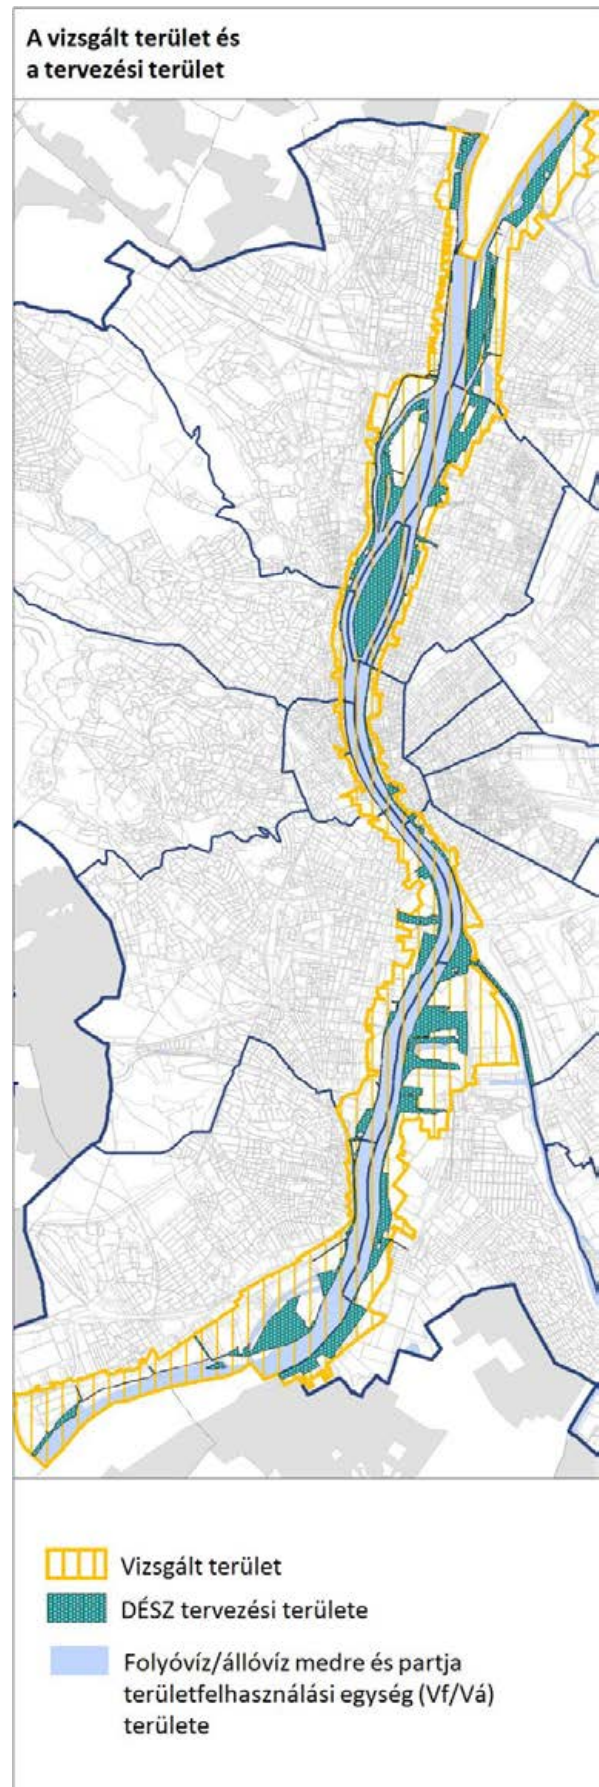 A vizsgált terület és
a tervezési terület
Vizsgált terület
DÉSZ tervezési területe
Folyóvíz/állóvíz medre és partja
területfelhasználási egység (Vf/Vá)
területe